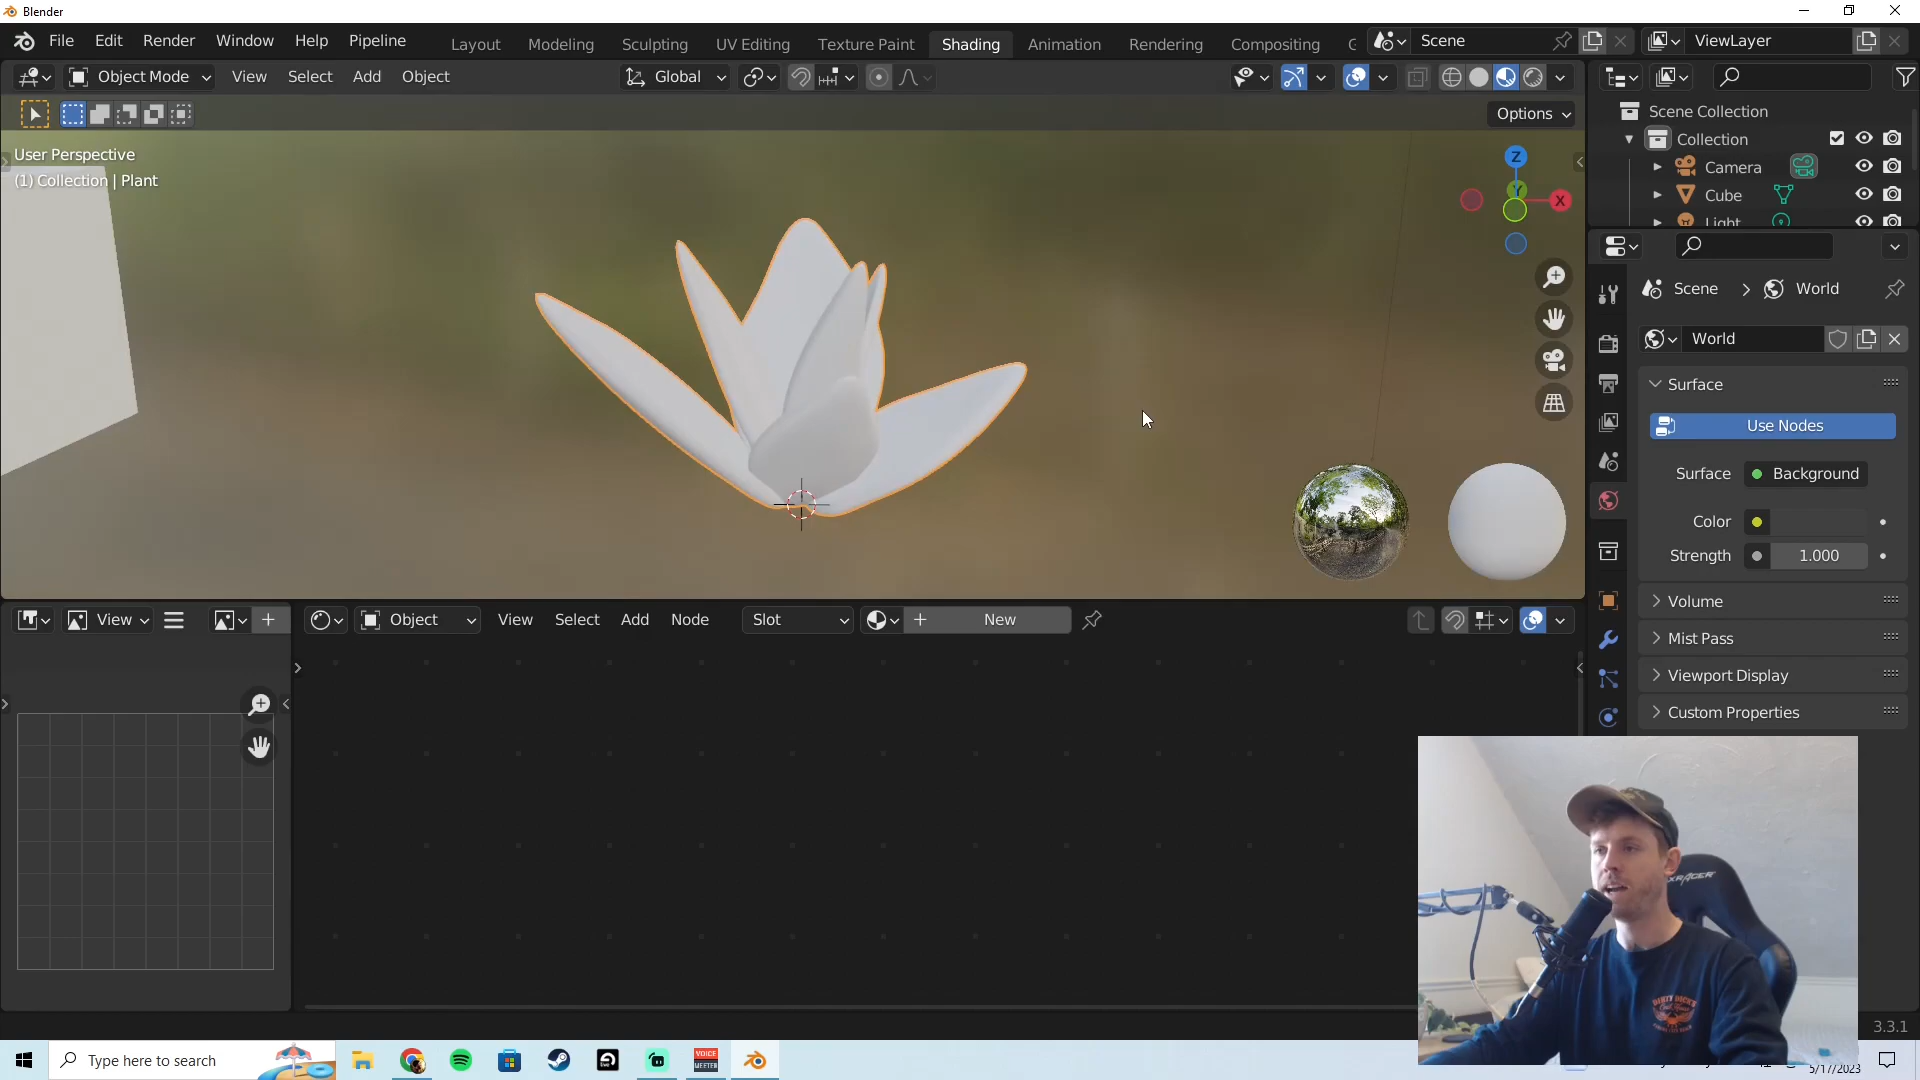 Blender
File Edit Render Window Help Pipeline Layout Modeling Sculpting UV Editing Texture Paint Shading Animation Rendering Compositing Scene ViewLayer
Object Mode View Select Add Object Global
Options
User Perspective
(1) Collection | Plant
Z
Y
X
Scene Collection
Collection
Camera
Cube
Light
Scene World
World
Surface
Use Nodes
Surface Background
Color
Strength 1.000
Volume
Mist Pass
Viewport Display
Custom Properties
View Object View Select Add Node Slot New
DIRTY DICK'S
3.3.1
Type here to search
VOICE
MEETER
5/17/2023